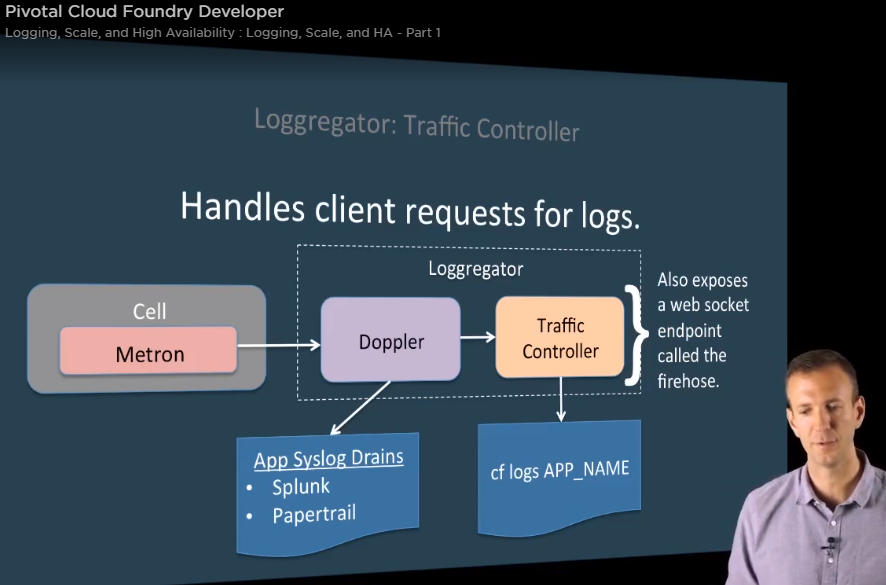 Pivotal Cloud Foundry Developer
Logging, Scale, and High Availability : Logging, Scale, and HA - Part 1
Loggregator: Traffic Controller
Handles client requests for logs.
Loggregator
Cell
Metron
Doppler
Traffic
Controller
Also exposes
a web socket
endpoint
called the
firehose.
App Syslog Drains
• Splunk
• Papertrail
cf logs APP_NAME